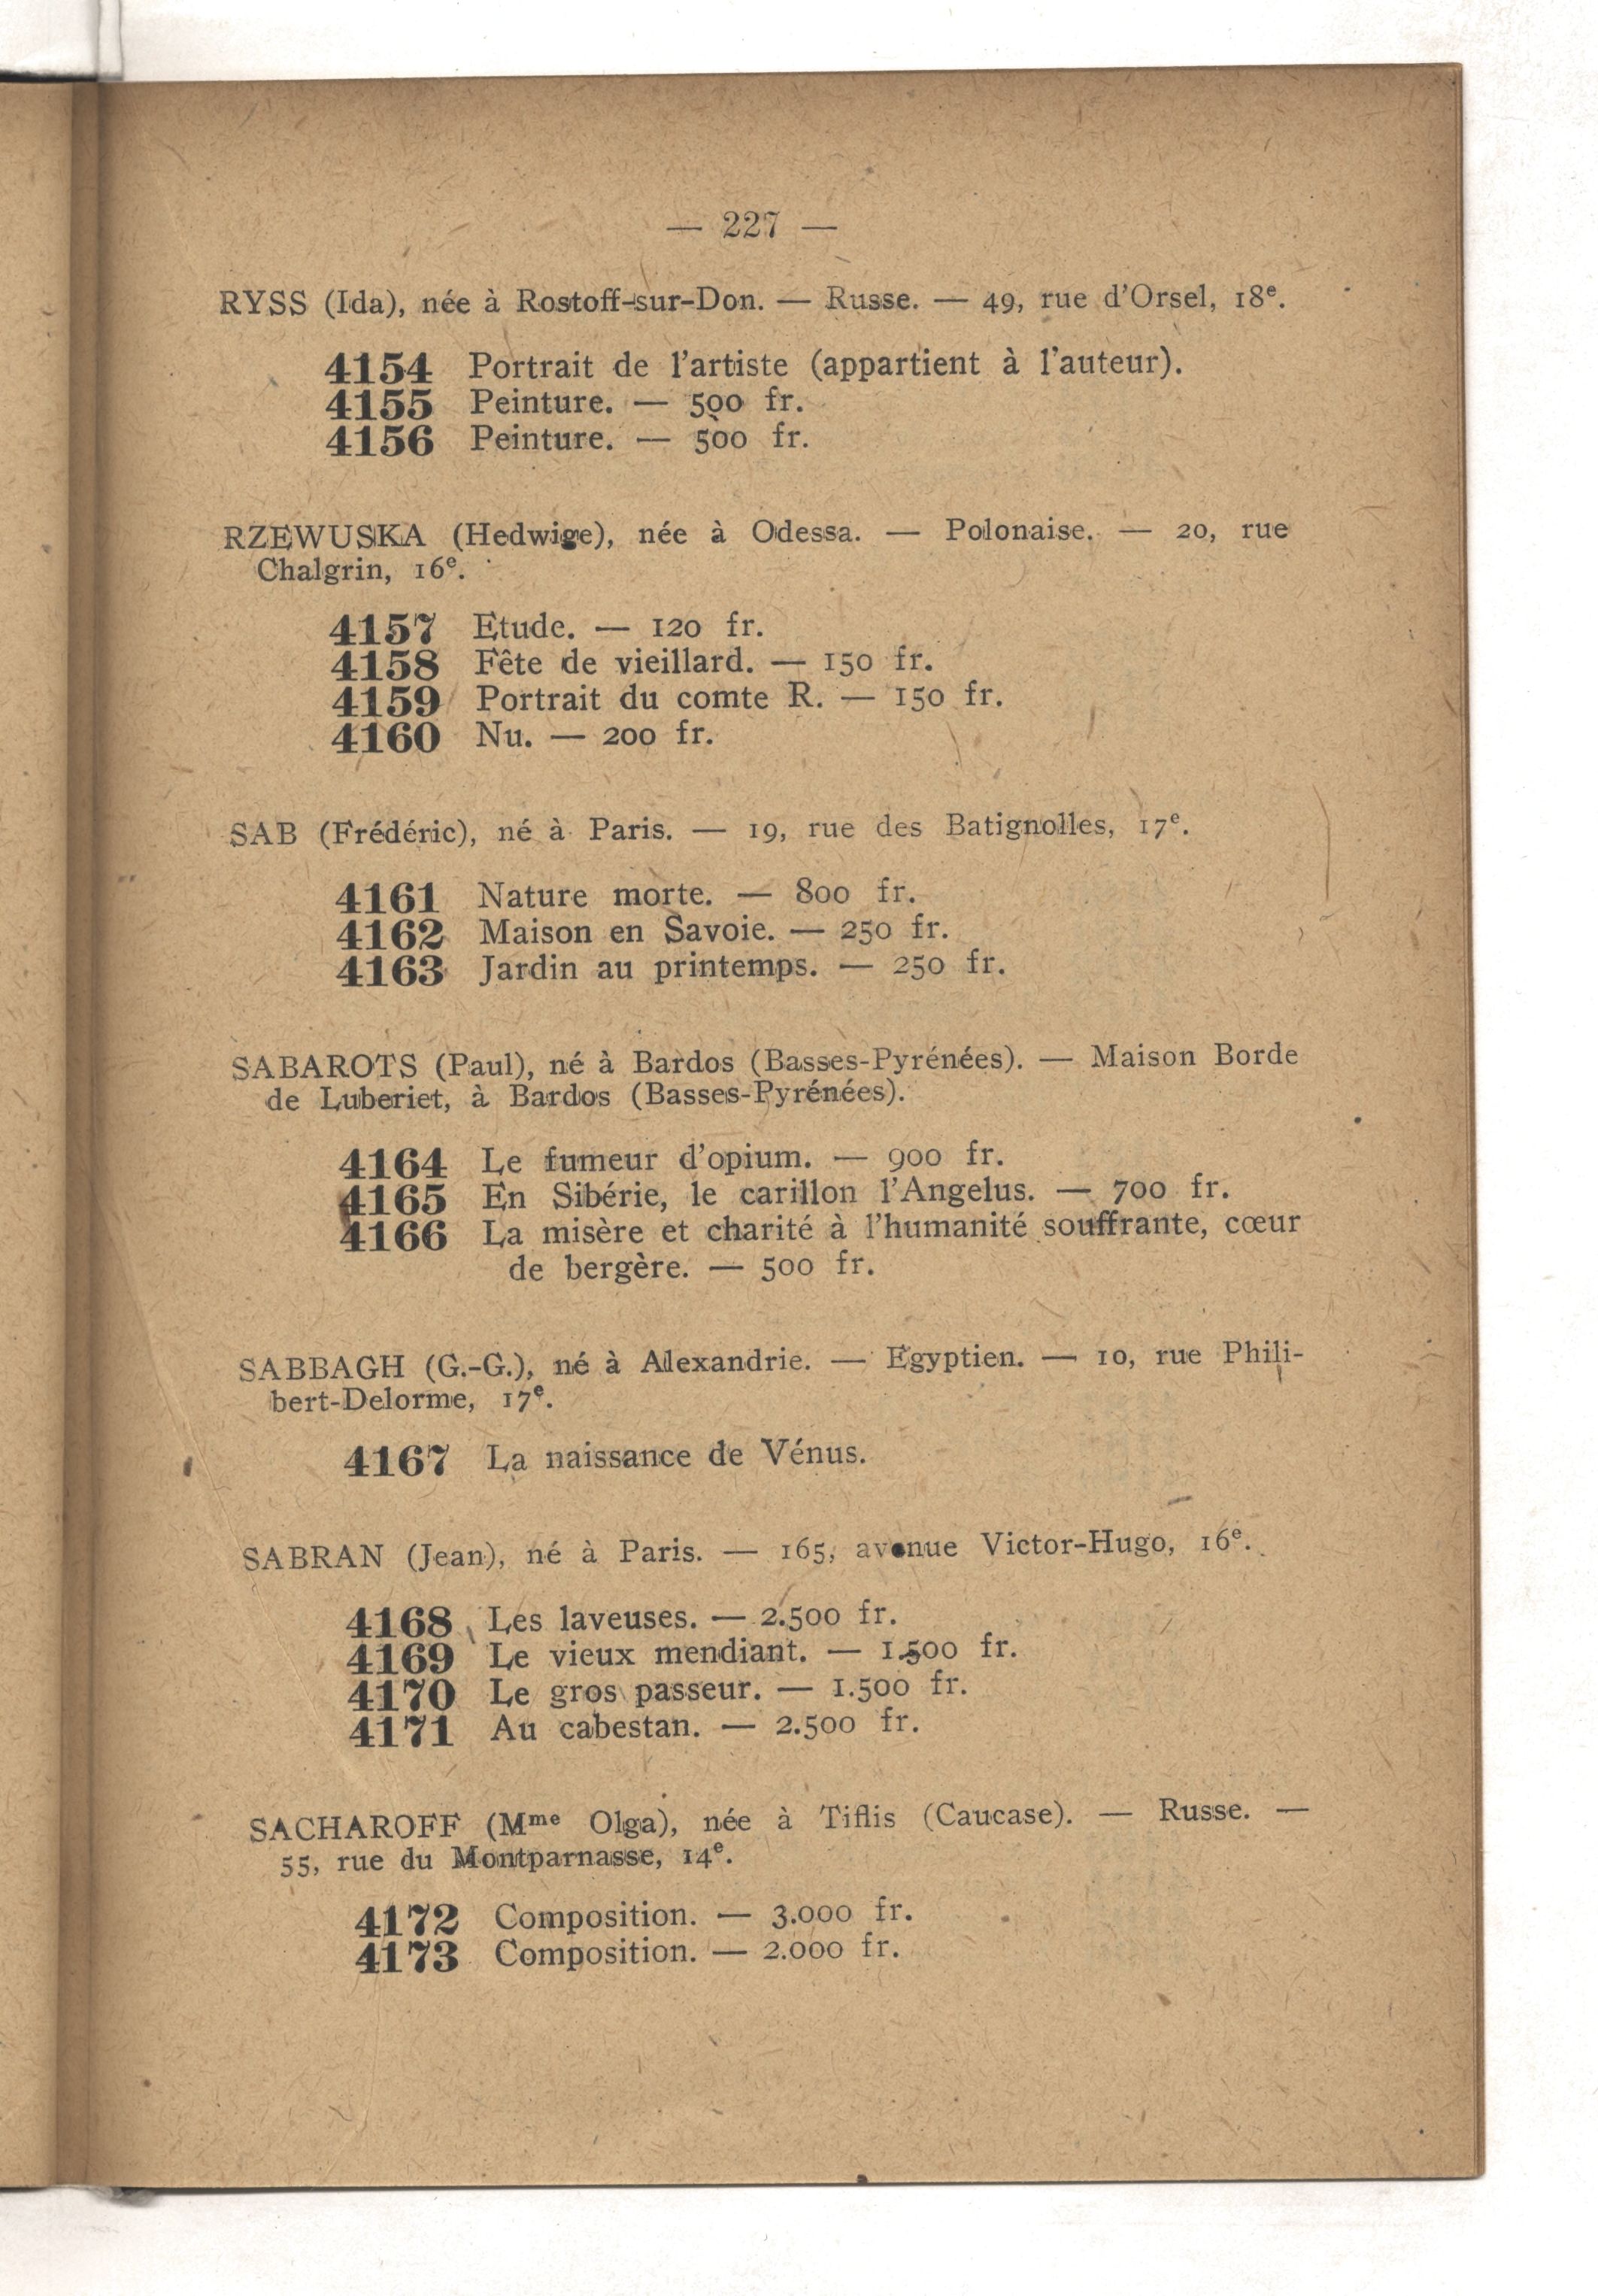 — 227 —
RYSS (Ida), née à Rostoff-sur-Don. — Russe. — 49, rue d'Orsel, 18e.
4154 Portrait de l'artiste (appartient à l'auteur).
4155 Peinture. — 500 fr.
4156 Peinture. — 500 fr.
RZEWUSKA (Hedwige), née à Odessa. — Polonaise. — 20, rue
Chalgrin, 16e.
4157 Etude. — 120 fr.
4158 Fête de vieillard. — 150 fr.
4159 Portrait du comte R. — 150 fr.
4160 Nu. — 200 fr.
SAB (Frédéric), né à Paris. — 19, rue des Batignolles, 17e.
4161 Nature morte. — 800 fr.
4162 Maison en Savoie. — 250 fr.
4163 Jardin au printemps. — 250 fr.
SABAROTS (Paul), né à Bardos (Basses-Pyrénées). — Maison Borde
de Luberiet, à Bardos (Basses-Pyrénées).
4164 Le fumeur d'opium. — 900 fr.
4165 En Sibérie, le carillon l'Angelus. — 700 fr.
4166 La misère et charité à l'humanité souffrante, cœur
de bergère. — 500 fr.
SABBAGH (G.-G.), né à Alexandrie. — Egyptien. — 10, rue Phili-
bert-Delorme, 17e.
4167 La naissance de Vénus.
SABRAN (Jean), né à Paris. — 165, avenue Victor-Hugo, 16e.
4168 Les laveuses. — 2.500 fr.
4169 Le vieux mendiant. — 1.500 fr.
4170 Le gros passeur. — 1.500 fr.
4171 Au cabestan. — 2.500 fr.
SACHAROFF (Mme Olga), née à Tiflis (Caucase). — Russe. —
55, rue du Montparnasse, 14e.
4172 Composition. — 3.000 fr.
4173 Composition. — 2.000 fr.